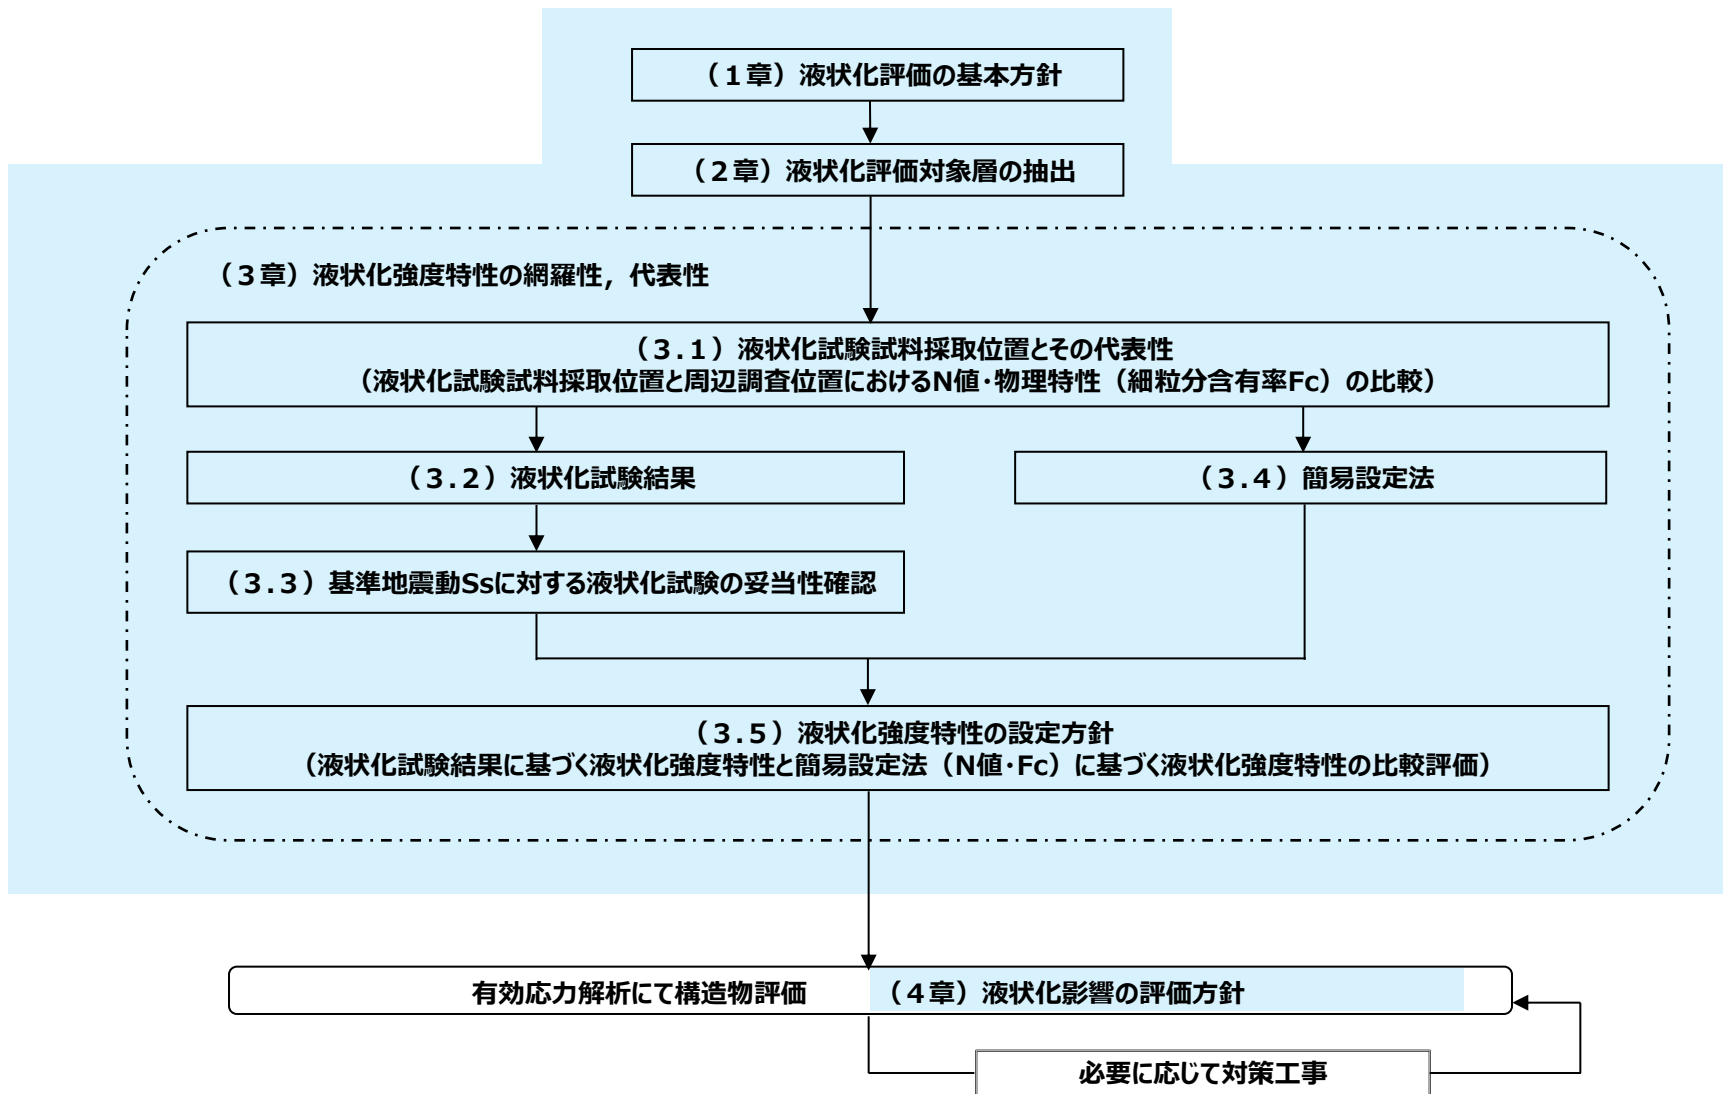 （１章）液状化評価の基本方針
（２章）液状化評価対象層の抽出
（３章）液状化強度特性の網羅性，代表性
（３.１）液状化試験試料採取位置とその代表性
（液状化試験試料採取位置と周辺調査位置におけるN値・物理特性（細粒分含有率Fc）の比較）
（３.２）液状化試験結果
（３.４）簡易設定法
（３.３）基準地震動Ssに対する液状化試験の妥当性確認
（３.５）液状化強度特性の設定方針
（液状化試験結果に基づく液状化強度特性と簡易設定法（N値・Fc）に基づく液状化強度特性の比較評価）
有効応力解析にて構造物評価 （４章）液状化影響の評価方針
必要に応じて対策工事